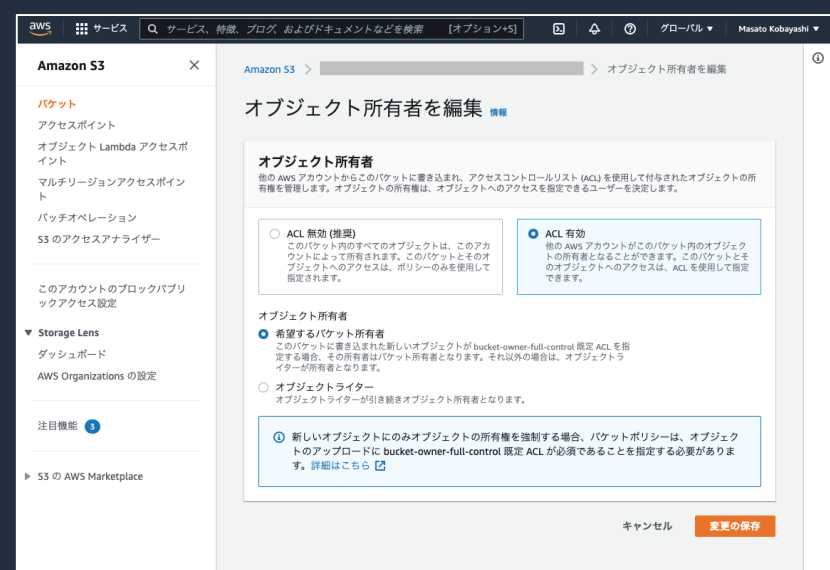 aws
サービス
サービス、特徴、ブログ、およびドキュメントなどを検索 [オプション+S]
グローバル ▼
Masato Kobayashi ▼
Amazon S3
バケット
アクセスポイント
オブジェクト Lambda アクセスポ
イント
マルチリージョンアクセスポイン
ト
バッチオペレーション
S3 のアクセスアナライザー
このアカウントのブロックパブリ
ックアクセス設定
▼ Storage Lens
ダッシュボード
AWS Organizations の設定
注目機能 3
▶ S3 の AWS Marketplace
Amazon S3 > > オブジェクト所有者を編集
オブジェクト所有者を編集 情報
オブジェクト所有者
他の AWS アカウントからこのバケットに書き込まれ、アクセスコントロールリスト (ACL) を使用して付与されたオブジェクトの所
有権を管理します。オブジェクトの所有権は、オブジェクトへのアクセスを指定できるユーザーを決定します。
ACL 無効 (推奨)
このバケット内のすべてのオブジェクトは、このアカ
ウントによって所有されます。このバケットとそのオ
ブジェクトへのアクセスは、ポリシーのみを使用して
指定されます。
ACL 有効
他の AWS アカウントがこのバケット内のオブジェク
トの所有者となることができます。このバケットとそ
のオブジェクトへのアクセスは、ACL を使用して指定
できます。
オブジェクト所有者
希望するバケット所有者
このバケットに書き込まれた新しいオブジェクトが bucket-owner-full-control 既定 ACL を指
定する場合、その所有者はバケット所有者となります。それ以外の場合は、オブジェクトラ
イターが所有者となります。
オブジェクトライター
オブジェクトライターが引き続きオブジェクト所有者となります。
新しいオブジェクトにのみオブジェクトの所有権を強制する場合、バケットポリシーは、オブジェク
トのアップロードに bucket-owner-full-control 既定 ACL が必須であることを指定する必要がありま
す。詳細はこちら
キャンセル
変更の保存